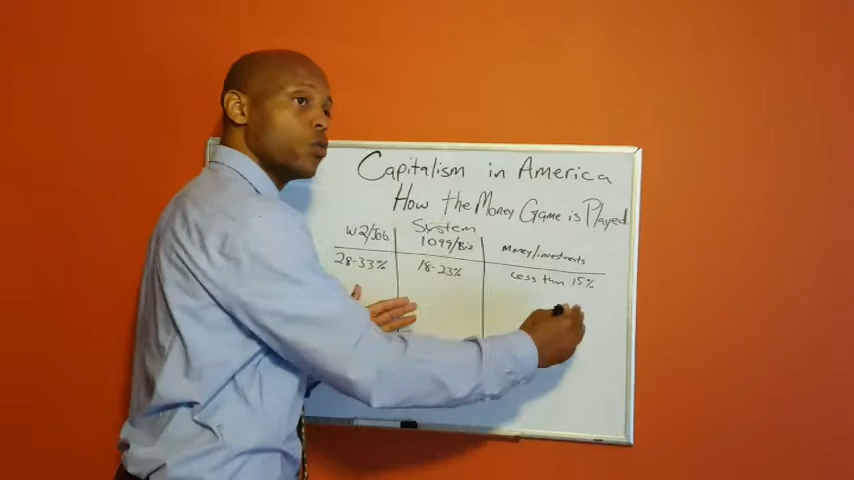 Capitalism in America
How the Money Game is Played
System
W2/Job 1099/Biz Money/investments
28-33% 18-23% Less than 15%